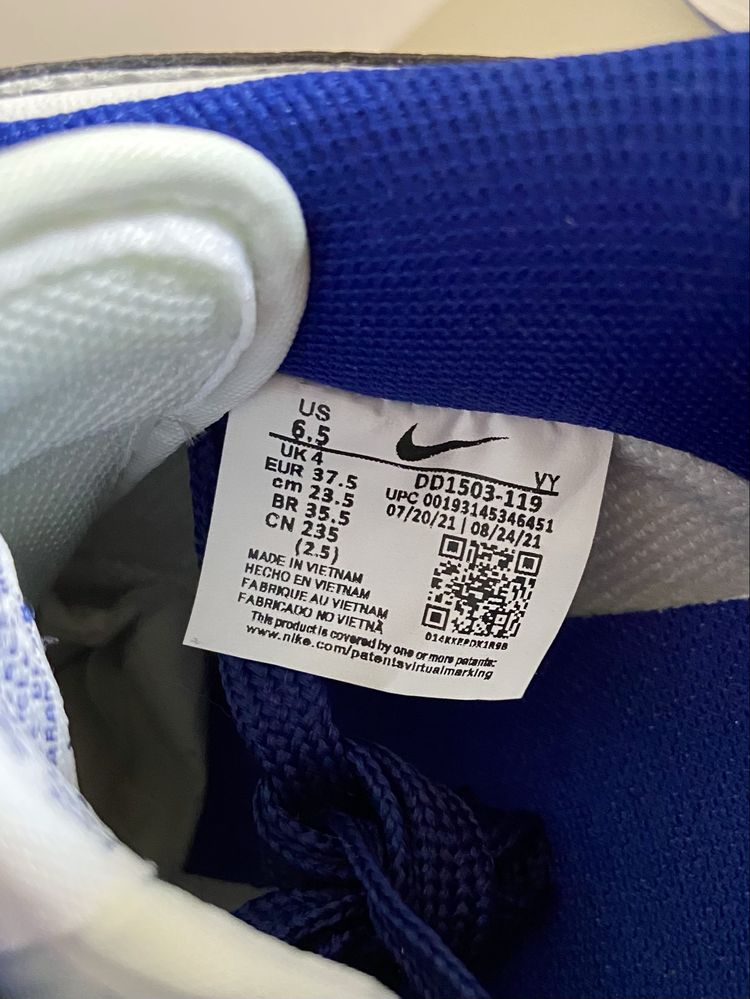 US
6.5
UK 4
EUR 37.5
cm 23.5
BR 35.5
CN 235
(2.5)
VY
DD1503-119
UPC 00193145346451
07/20/21 | 08/24/21
MADE IN VIETNAM
HECHO EN VIETNAM
FABRIQUE AU VIETNAM
FABRICADO NO VIETNÃ
This product is covered by one or more patents:
www.nike.com/patentsvirtualmarking